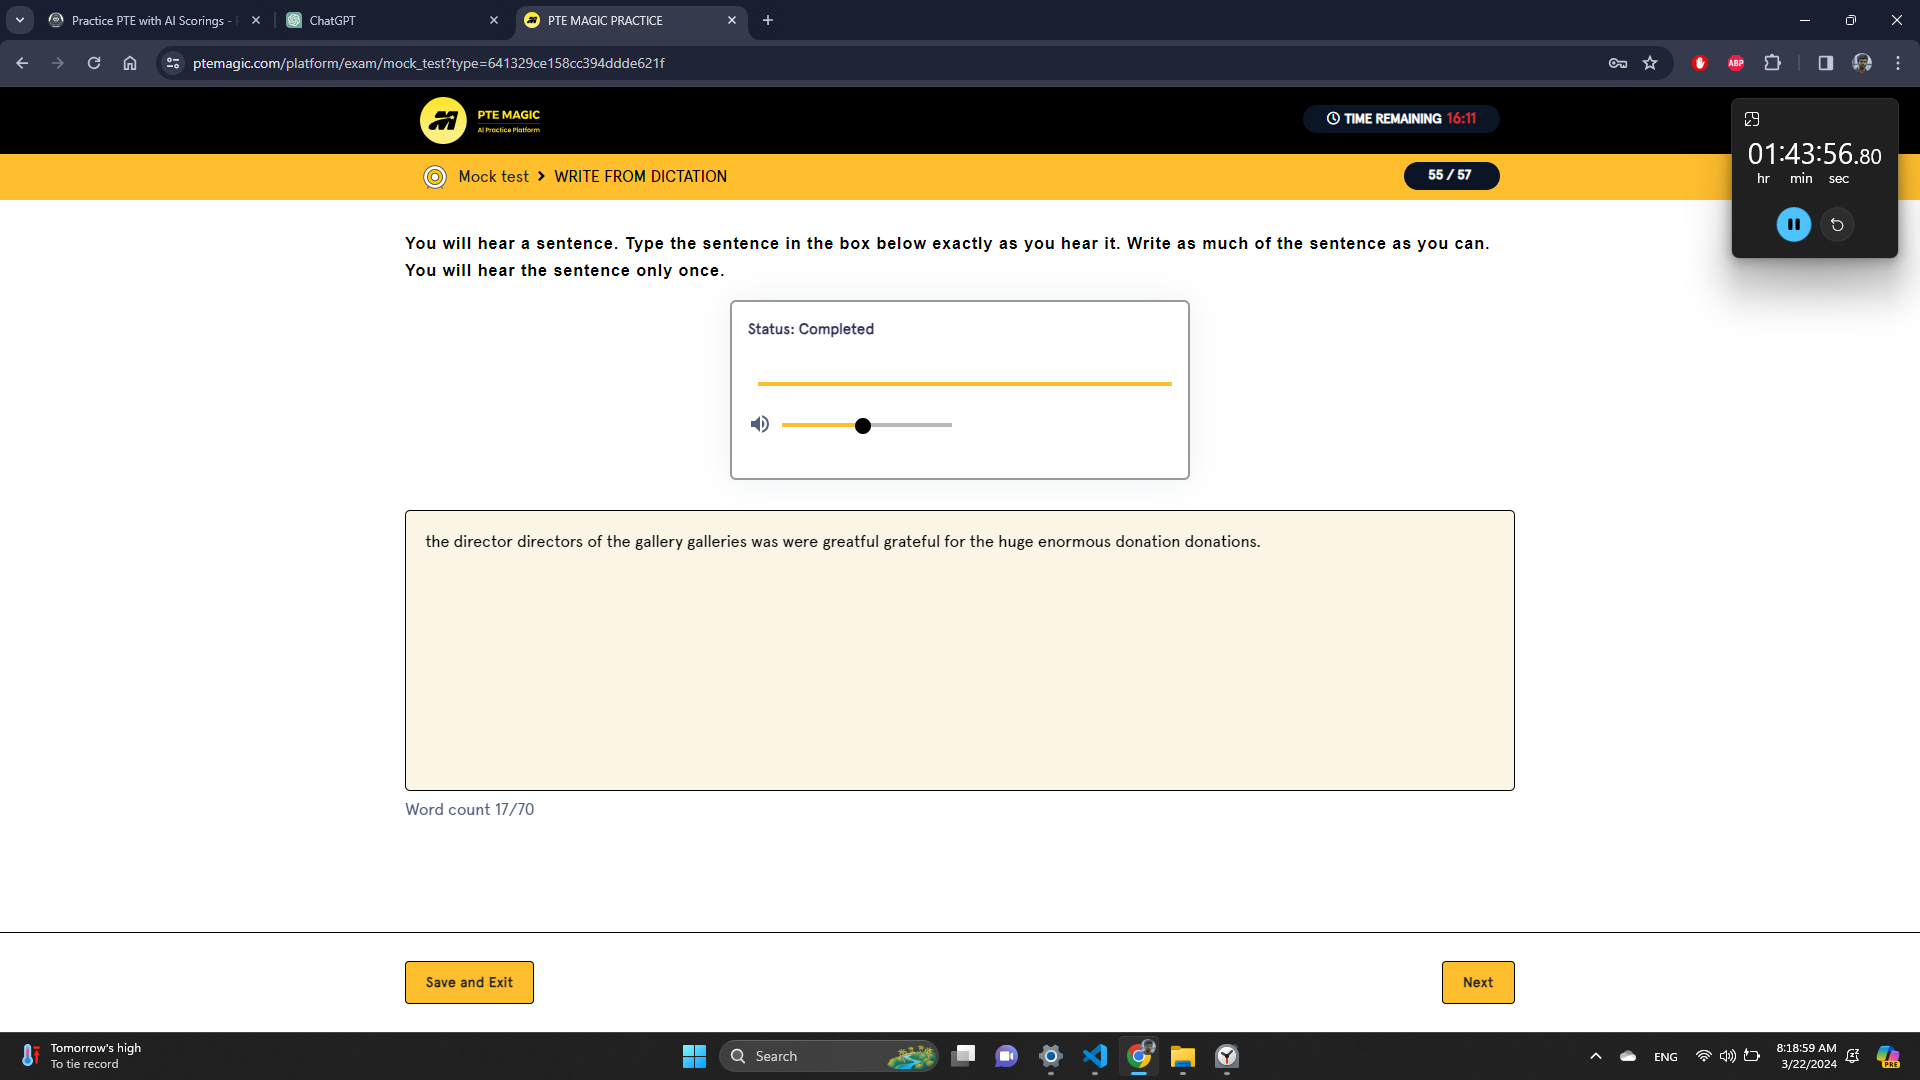 Practice PTE with AI Scorings -
ChatGPT
PTE MAGIC PRACTICE
ptemagic.com/platform/exam/mock_test?type=641329ce158cc394ddde621f
ABP
PTE MAGIC
AI Practice Platform
TIME REMAINING 16:11
01:43:56.80
hr min sec
Mock test > WRITE FROM DICTATION
55 / 57
You will hear a sentence. Type the sentence in the box below exactly as you hear it. Write as much of the sentence as you can.
You will hear the sentence only once.
Status: Completed
the director directors of the gallery galleries was were greatful grateful for the huge enormous donation donations.
Word count 17/70
Save and Exit
Next
Tomorrow's high
To tie record
Search
ENG
8:18:59 AM
3/22/2024
PRE